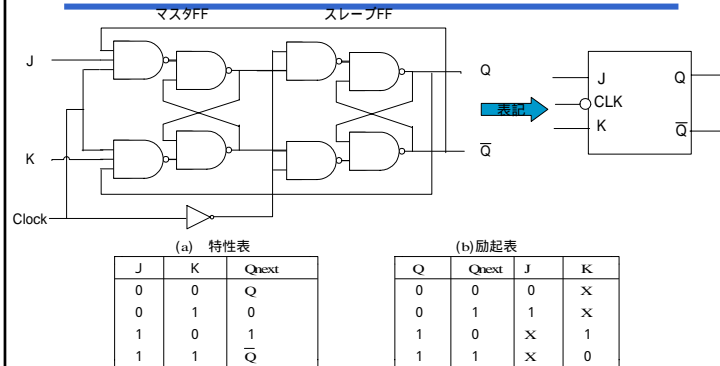 マスタFF スレーブFF
J
K
Clock
Q
Q̅
表記
J Q
CLK
K Q̅
(a) 特性表
J K Qnext
0 0 Q
0 1 0
1 0 1
1 1 Q̅
(b)励起表
Q Qnext J K
0 0 0 X
0 1 1 X
1 0 X 1
1 1 X 0